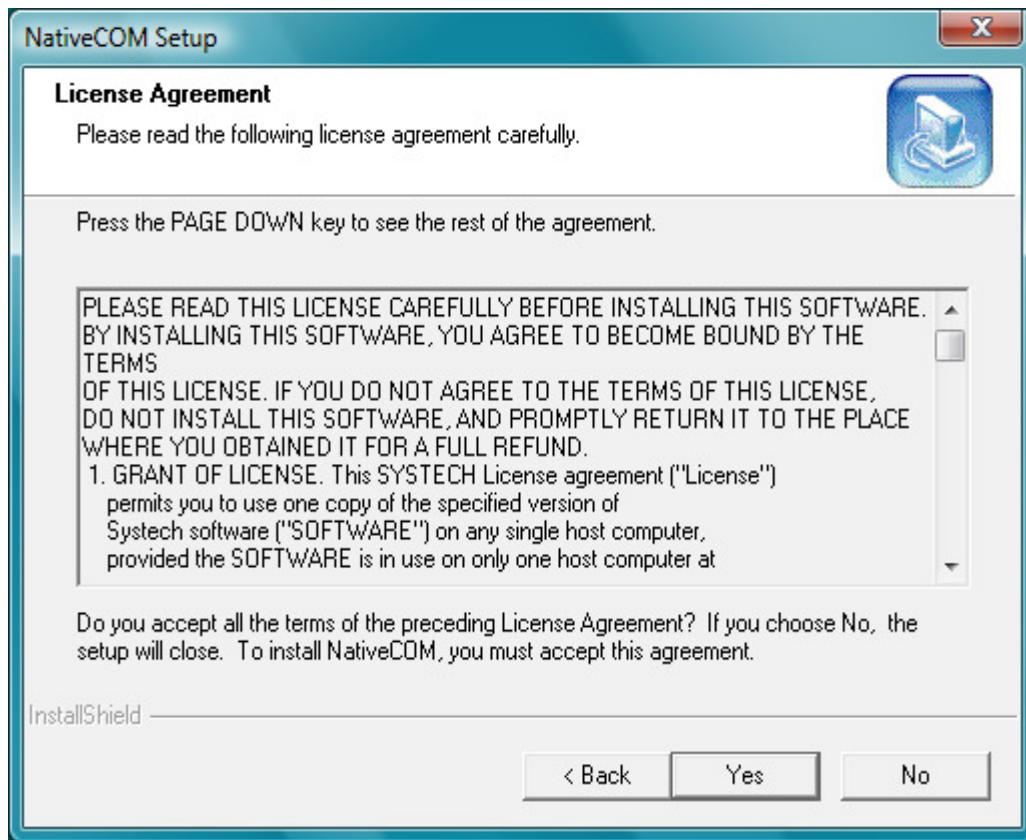 NativeCOM Setup
License Agreement
Please read the following license agreement carefully.
Press the PAGE DOWN key to see the rest of the agreement.
PLEASE READ THIS LICENSE CAREFULLY BEFORE INSTALLING THIS SOFTWARE.
BY INSTALLING THIS SOFTWARE, YOU AGREE TO BECOME BOUND BY THE
TERMS
OF THIS LICENSE. IF YOU DO NOT AGREE TO THE TERMS OF THIS LICENSE,
DO NOT INSTALL THIS SOFTWARE, AND PROMPTLY RETURN IT TO THE PLACE
WHERE YOU OBTAINED IT FOR A FULL REFUND.
1. GRANT OF LICENSE. This SYSTECH License agreement ("License")
permits you to use one copy of the specified version of
Systech software ("SOFTWARE") on any single host computer,
provided the SOFTWARE is in use on only one host computer at
Do you accept all the terms of the preceding License Agreement? If you choose No, the
setup will close. To install NativeCOM, you must accept this agreement.
InstallShield
< Back
Yes
No